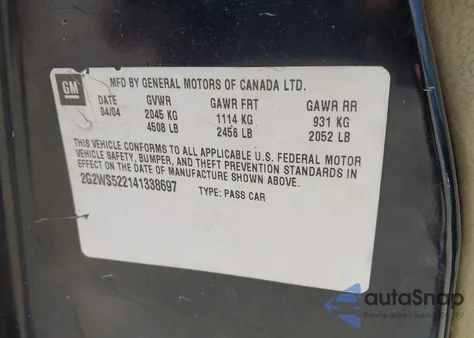 GM
MFD BY GENERAL MOTORS OF CANADA LTD.
DATE GVWR GAWR FRT GAWR RR
04/04 2045 KG 1114 KG 931 KG
4508 LB 2456 LB 2052 LB
THIS VEHICLE CONFORMS TO ALL APPLICABLE U.S. FEDERAL MOTOR
VEHICLE SAFETY, BUMPER, AND THEFT PREVENTION STANDARDS IN
EFFECT ON THE DATE OF MANUFACTURE SHOWN ABOVE.
2G2WS522141338697 TYPE: PASS CAR
autaSnap